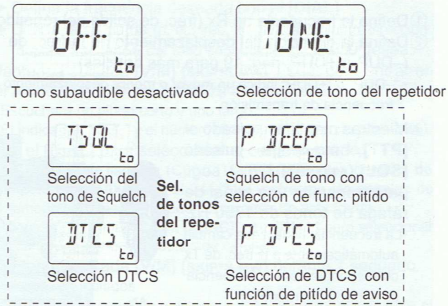 OFF
to
TONE
to
Tono subaudible desactivado
Selección de tono del repetidor
TSQL
to
P BEEP
to
Selección del
tono de Squelch
Sel.
de tonos
del repe-
tidor
Squelch de tono con
selección de func. pitído
DTCS
to
P DTCS
to
Selección DTCS
Selección de DTCS con
función de pitído de aviso